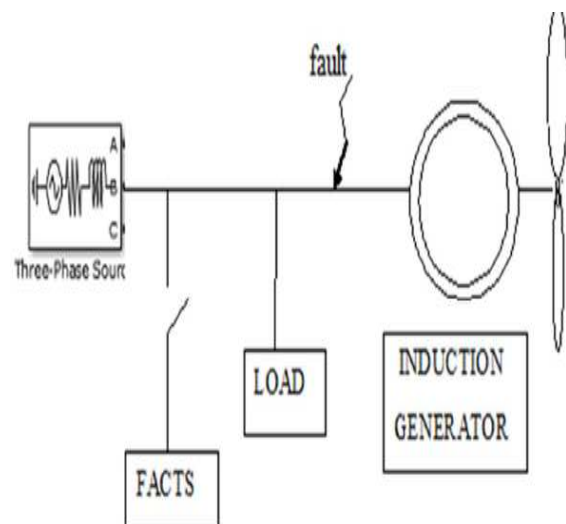 fault
A
B
C
Three-Phase Sourc
LOAD
INDUCTION
GENERATOR
FACTS